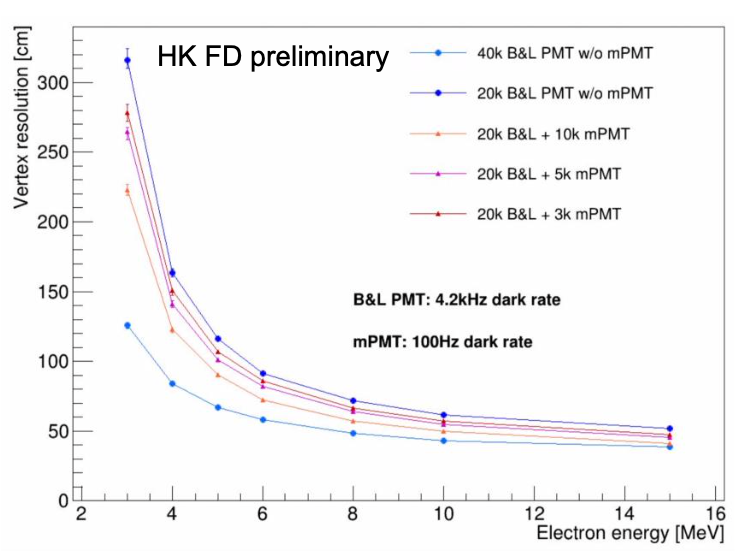 HK FD preliminary
Vertex resolution [cm]
300
250
200
150
100
50
0
40k B&L PMT w/o mPMT
20k B&L PMT w/o mPMT
20k B&L + 10k mPMT
20k B&L + 5k mPMT
20k B&L + 3k mPMT
B&L PMT: 4.2kHz dark rate
mPMT: 100Hz dark rate
2 4 6 8 10 12 14 16
Electron energy [MeV]